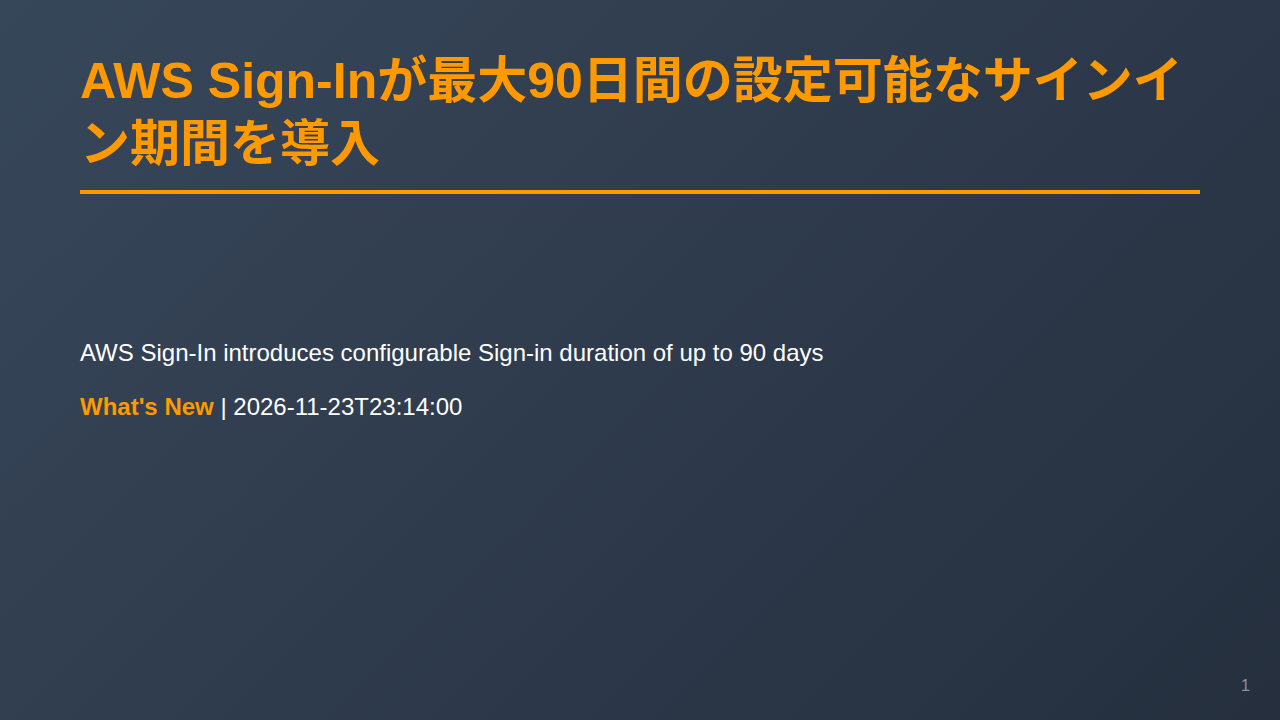 AWS Sign-Inが最大90日間の設定可能なサインイ
ン期間を導入
AWS Sign-In introduces configurable Sign-in duration of up to 90 days
What's New | 2026-11-23T23:14:00
1